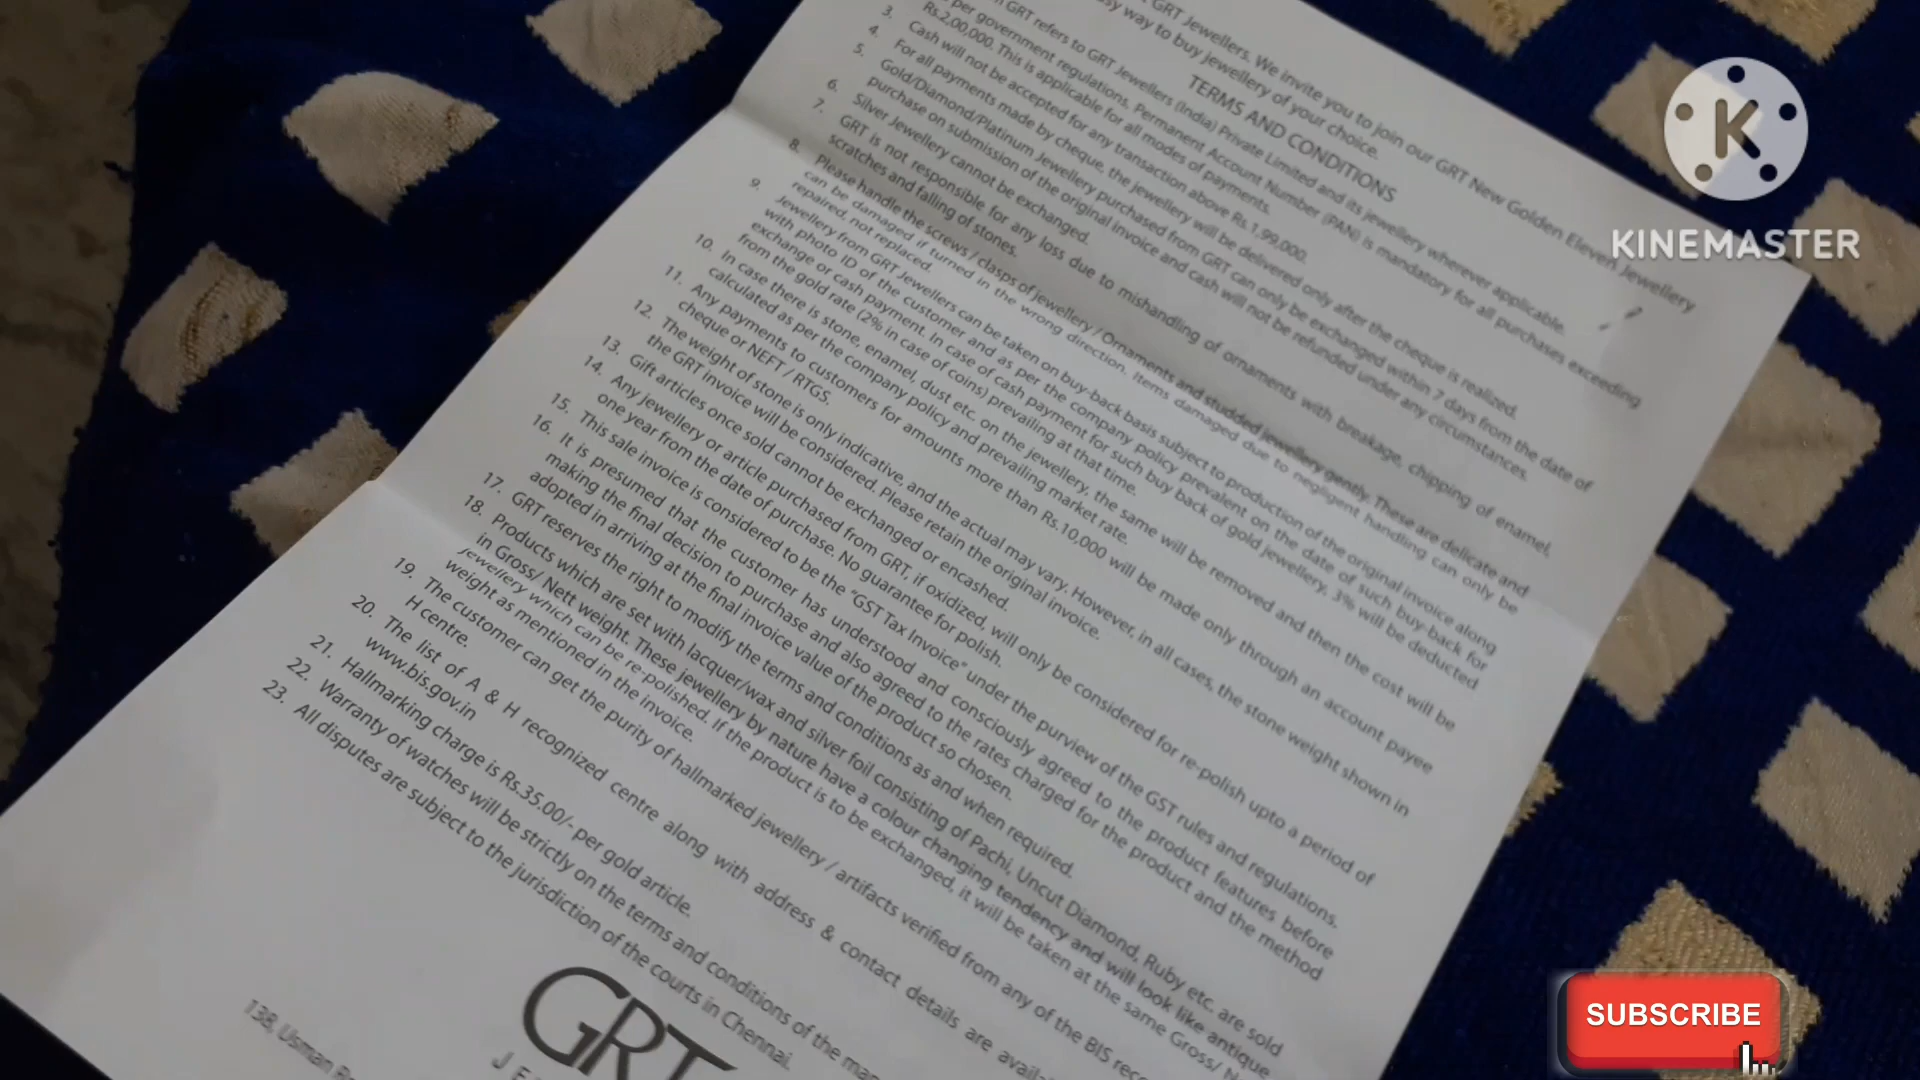 GRT Jewellers. We invite you to join our GRT New Golden Eleven Jewellery
easy way to buy jewellery of your choice.
TERMS AND CONDITIONS
GRT refers to GRT Jewellers (India) Private Limited and its jewellery wherever applicable.
per government regulations, Permanent Account Number (PAN) is mandatory for all purchases exceeding
Rs.2,00,000. This is applicable for all modes of payments.
3. Cash will not be accepted for any transaction above Rs.1,99,000.
4. For all payments made by cheque, the jewellery will be delivered only after the cheque is realized.
5. Gold/Diamond/Platinum Jewellery purchased from GRT can only be exchanged within 7 days from the date of
purchase on submission of the original invoice and cash will not be refunded under any circumstances.
6. Silver Jewellery cannot be exchanged.
7. GRT is not responsible for any loss due to mishandling of ornaments with breakage, chipping of enamel,
scratches and falling of stones.
8. Please handle the screws / clasps of jewellery / Ornaments and studded jewellery gently. These are delicate and
can be damaged if turned in the wrong direction. Items damaged due to negligent handling can only be
repaired, not replaced.
9. Jewellery from GRT Jewellers can be taken on buy-back basis subject to production of the original invoice along
with photo ID of the customer and as per the company policy prevalent on the date of such buy-back for
exchange or cash payment. In case of cash payment for such buy back of gold jewellery, 3% will be deducted
from the gold rate (2% in case of coins) prevailing at that time.
10. In case there is stone, enamel, dust etc. on the jewellery, the same will be removed and then the cost will be
calculated as per the company policy and prevailing market rate.
11. Any payments to customers for amounts more than Rs.10,000 will be made only through an account payee
cheque or NEFT / RTGS.
12. The weight of stone is only indicative, and the actual may vary. However, in all cases, the stone weight shown in
the GRT invoice will be considered. Please retain the original invoice.
13. Gift articles once sold cannot be exchanged or encashed.
14. Any jewellery or article purchased from GRT, if oxidized, will only be considered for re-polish upto a period of
one year from the date of purchase. No guarantee for polish.
15. This sale invoice is considered to be the "GST Tax Invoice" under the purview of the GST rules and regulations.
16. It is presumed that the customer has understood and consciously agreed to the product features before
making the final decision to purchase and also agreed to the rates charged for the product and the method
adopted in arriving at the final invoice value of the product so chosen.
17. GRT reserves the right to modify the terms and conditions as and when required.
18. Products which are set with lacquer/wax and silver foil consisting of Pachi, Uncut Diamond, Ruby etc. are sold
in Gross/ Nett weight. These jewellery by nature have a colour changing tendency and will look like antique
jewellery which can be re-polished. If the product is to be exchanged, it will be taken at the same Gross/
weight as mentioned in the invoice.
19. The customer can get the purity of hallmarked jewellery / artifacts verified from any of the BIS
H centre.
20. The list of A & H recognized centre along with address & contact details are
www.bis.gov.in
21. Hallmarking charge is Rs.35.00/- per gold article.
22. Warranty of watches will be strictly on the terms and conditions of the
23. All disputes are subject to the jurisdiction of the courts in Chennai.
GRT
138, Usman
K
KINEMASTER
SUBSCRIBE